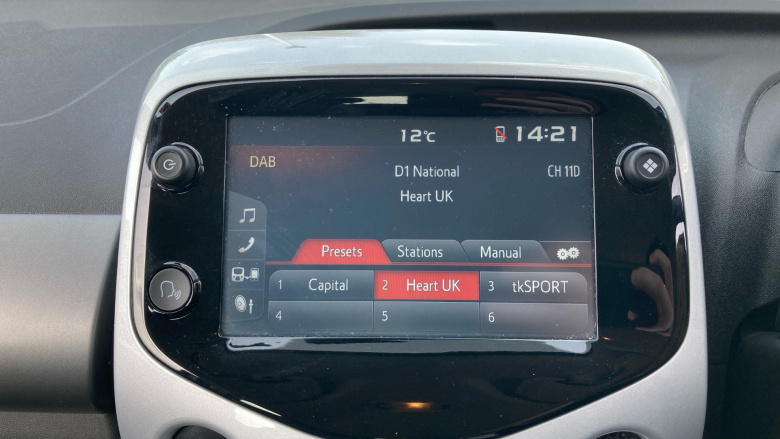 12°C 14:21
DAB D1 National CH 11D
Heart UK
Presets Stations Manual
1 Capital 2 Heart UK 3 tkSPORT
4 5 6